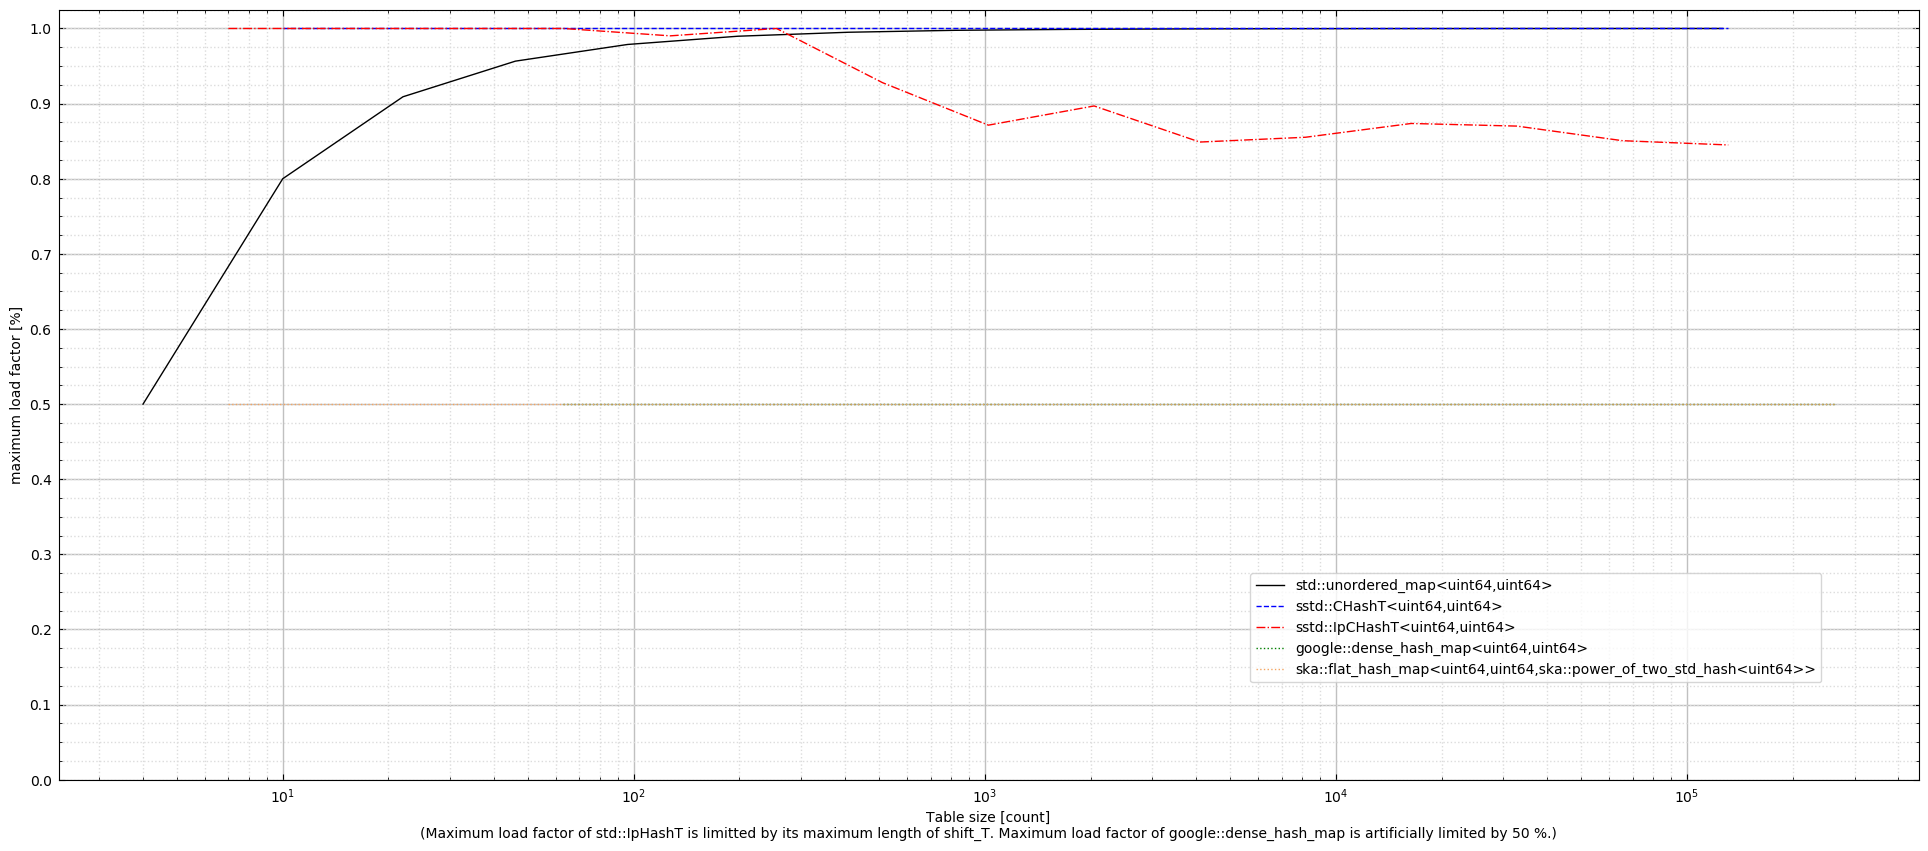 1.0
0.9
0.8
0.7
0.6
0.5
0.4
0.3
0.2
0.1
0.0
maximum load factor [%]
std::unordered_map<uint64,uint64>
sstd::CHashT<uint64,uint64>
sstd::IpCHashT<uint64,uint64>
google::dense_hash_map<uint64,uint64>
ska::flat_hash_map<uint64,uint64,ska::power_of_two_std_hash<uint64>>
10¹ 10² 10³ 10⁴ 10⁵
Table size [count]
(Maximum load factor of std::IpHashT is limitted by its maximum length of shift_T. Maximum load factor of google::dense_hash_map is artificially limited by 50 %.)